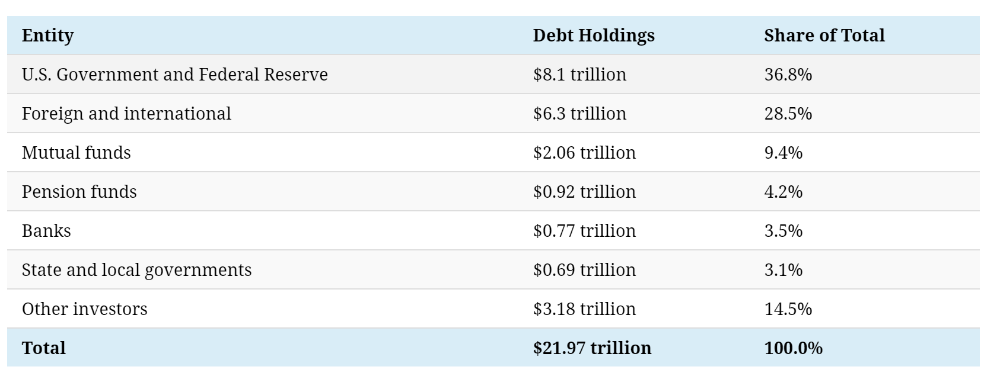 Entity Debt Holdings Share of Total
U.S. Government and Federal Reserve $8.1 trillion 36.8%
Foreign and international $6.3 trillion 28.5%
Mutual funds $2.06 trillion 9.4%
Pension funds $0.92 trillion 4.2%
Banks $0.77 trillion 3.5%
State and local governments $0.69 trillion 3.1%
Other investors $3.18 trillion 14.5%
Total $21.97 trillion 100.0%